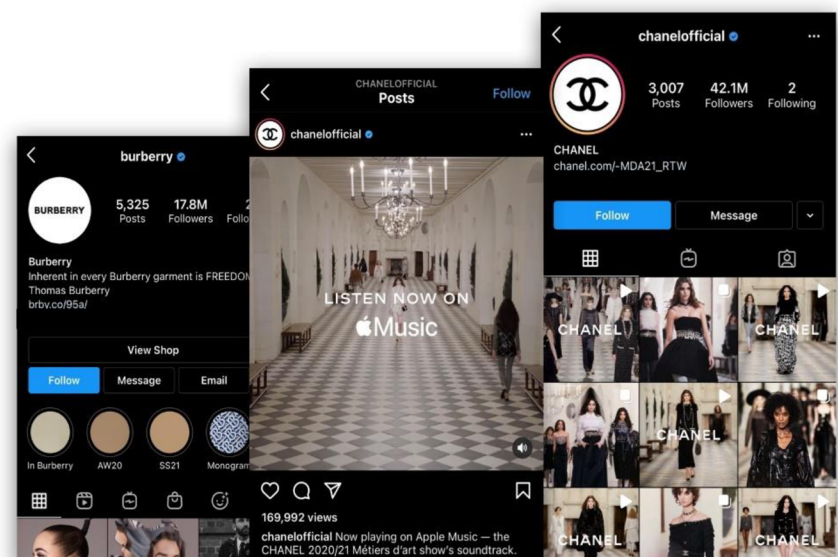 burberry
BURBERRY
5,325
17.8M
Posts
Followers
Burberry
Inherent in every Burberry garment is FREEDOM
Thomas Burberry
brbv.co/95a/
View Shop
Follow
Message
Email
In Burberry
AW20
SS21
Monogram
CHANELOFFICIAL
Posts
Follow
chanelofficial
LISTEN NOW ON
Music
169,992 views
chanelofficial Now playing on Apple Music — the
CHANEL 2020/21 Métiers d'art show's soundtrack.
chanelofficial
3,007
42.1M
2
Posts
Followers
Following
CHANEL
chanel.com/-MDA21_RTW
Follow
Message
CHANEL
CHANEL
CHANEL
CHANEL
CHANEL